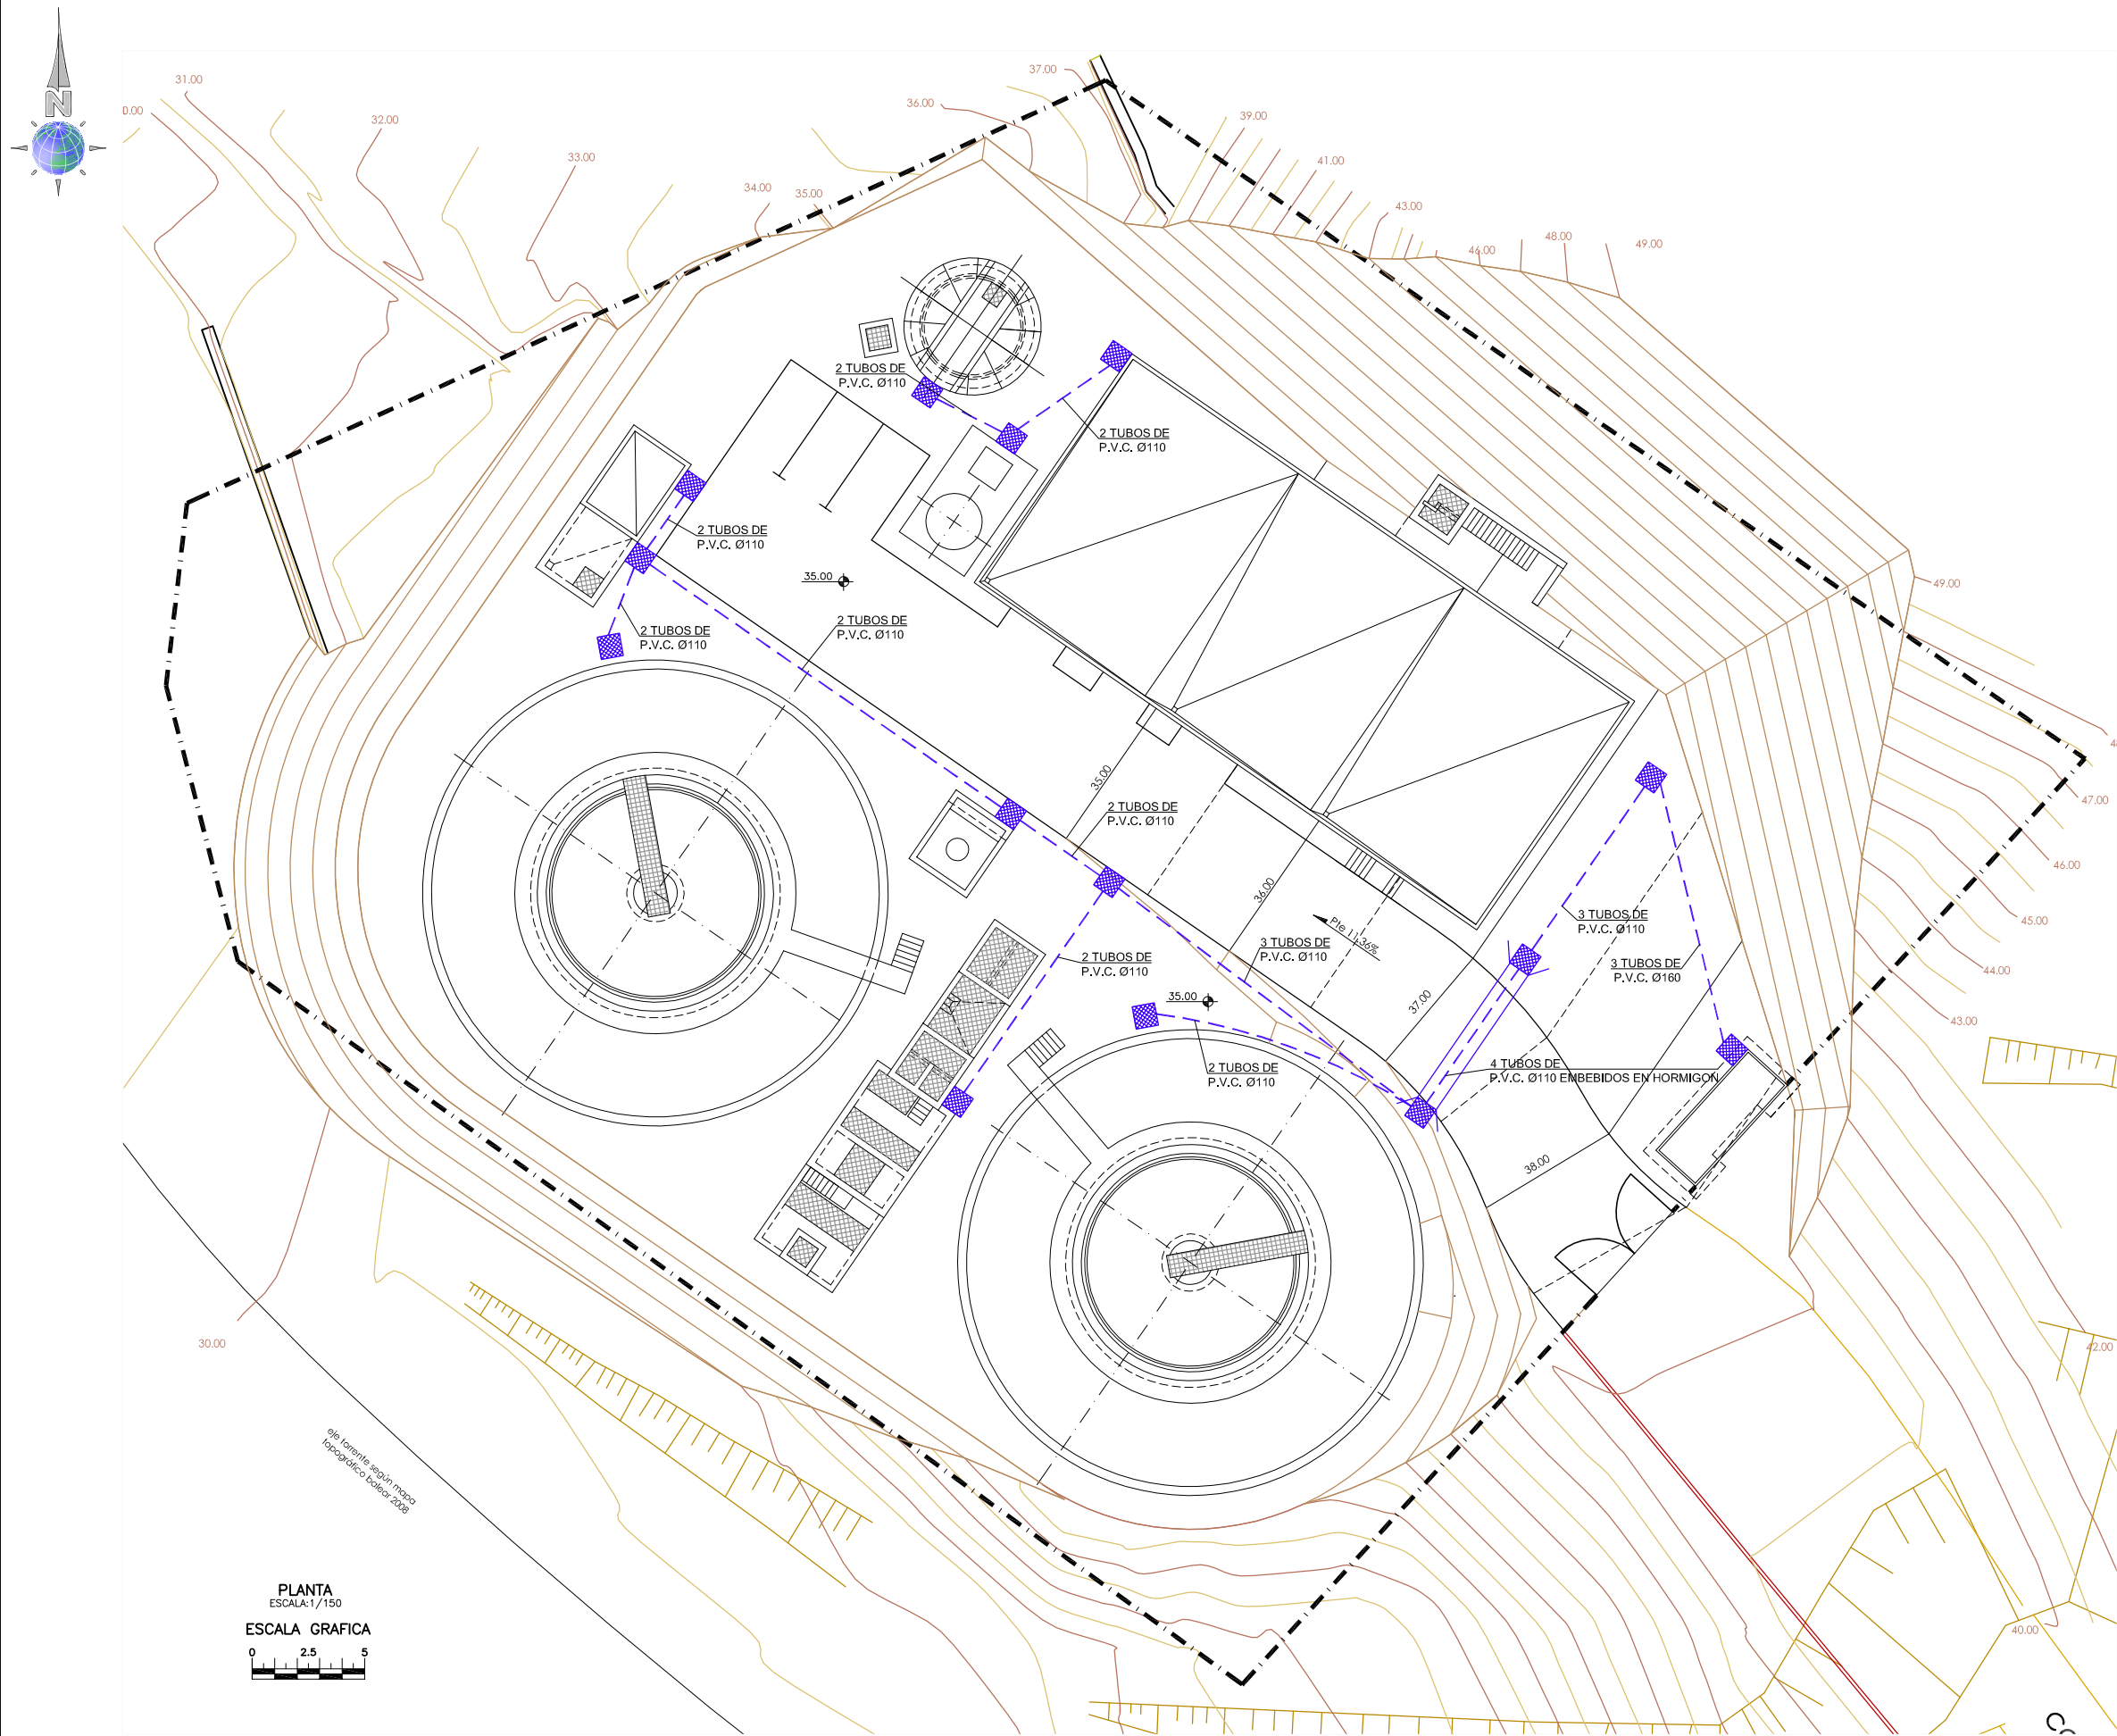 N
37.00
31.00
0.00
36.00
39.00
32.00
41.00
33.00
34.00
35.00
43.00
48.00
49.00
46.00
2 TUBOS DE
P.V.C. Ø110
2 TUBOS DE
P.V.C. Ø110
2 TUBOS DE
P.V.C. Ø110
35.00
49.00
2 TUBOS DE
P.V.C. Ø110
2 TUBOS DE
P.V.C. Ø110
35.00
2 TUBOS DE
P.V.C. Ø110
47.00
46.00
36.00
Pte 11.36%
3 TUBOS DE
P.V.C. Ø110
3 TUBOS DE
P.V.C. Ø110
45.00
2 TUBOS DE
P.V.C. Ø110
3 TUBOS DE
P.V.C. Ø160
44.00
35.00
37.00
43.00
2 TUBOS DE
P.V.C. Ø110
4 TUBOS DE
P.V.C. Ø110 EMBEBIDOS EN HORMIGON
38.00
30.00
42.00
eje torrente según mapa
topográfico balear 2008
PLANTA
ESCALA:1/150
ESCALA GRAFICA
0 2.5 5
40.00